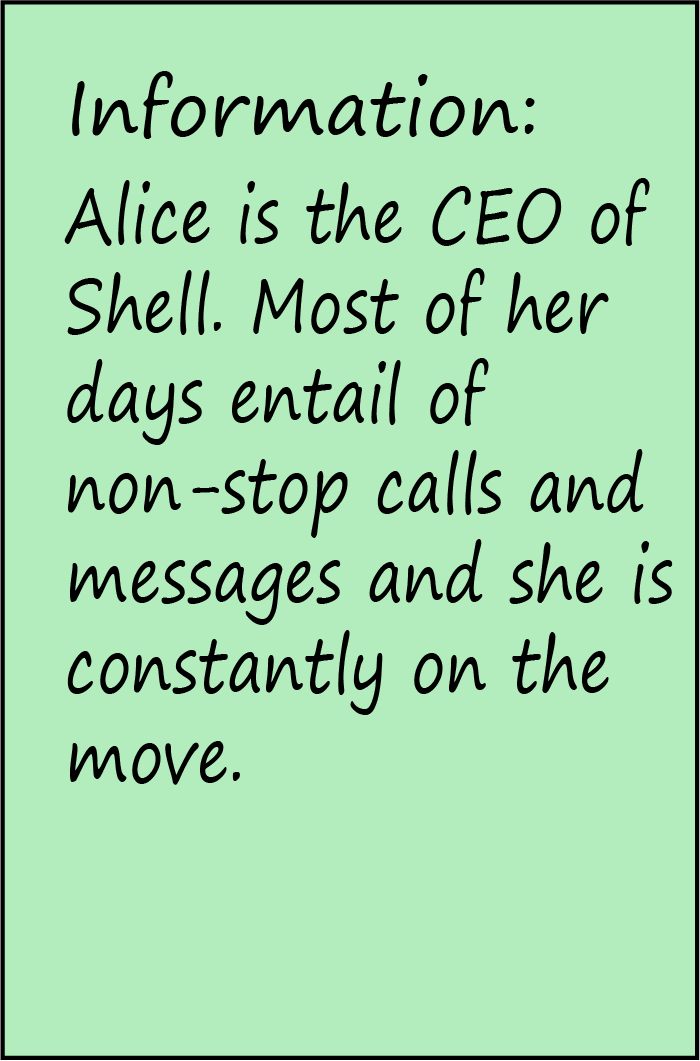 Information:
Alice is the CEO of
Shell. Most of her
days entail of
non-stop calls and
messages and she is
constantly on the
move.